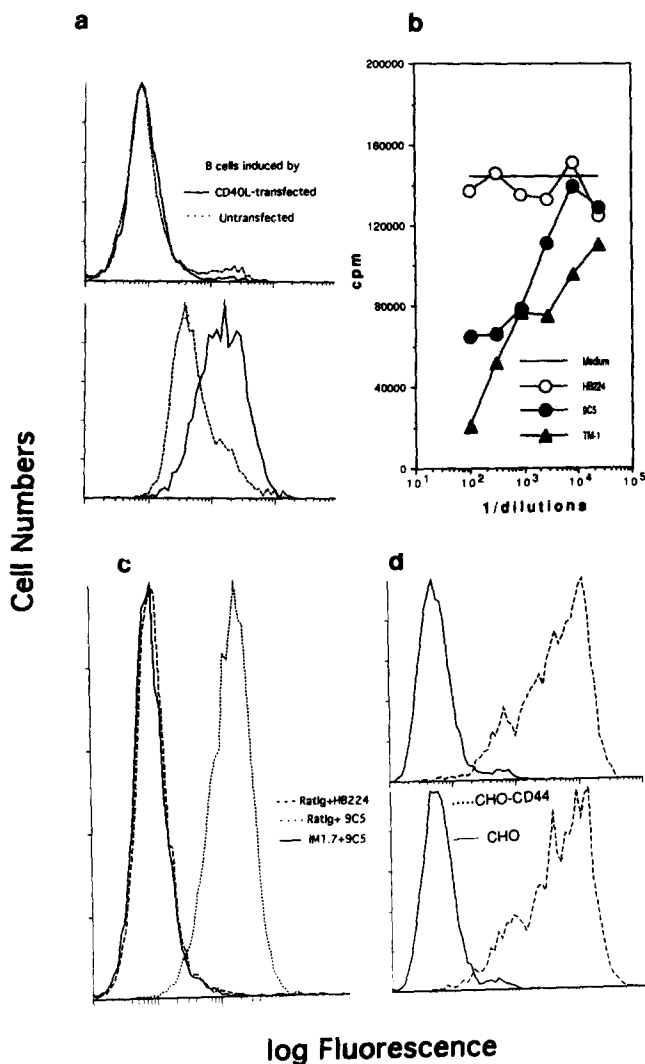 a
b
B cells induced by
CD40L-transfected
Untransfected
200000
160000
120000
80000
40000
0
cpm
Medum
HB224
9C5
TM-1
10^1 10^2 10^3 10^4 10^5
1/dilutions
Cell Numbers
c
d
RatIg+HB224
RatIg+ 9C5
IM1.7+9C5
CHO-CD44
CHO
log Fluorescence